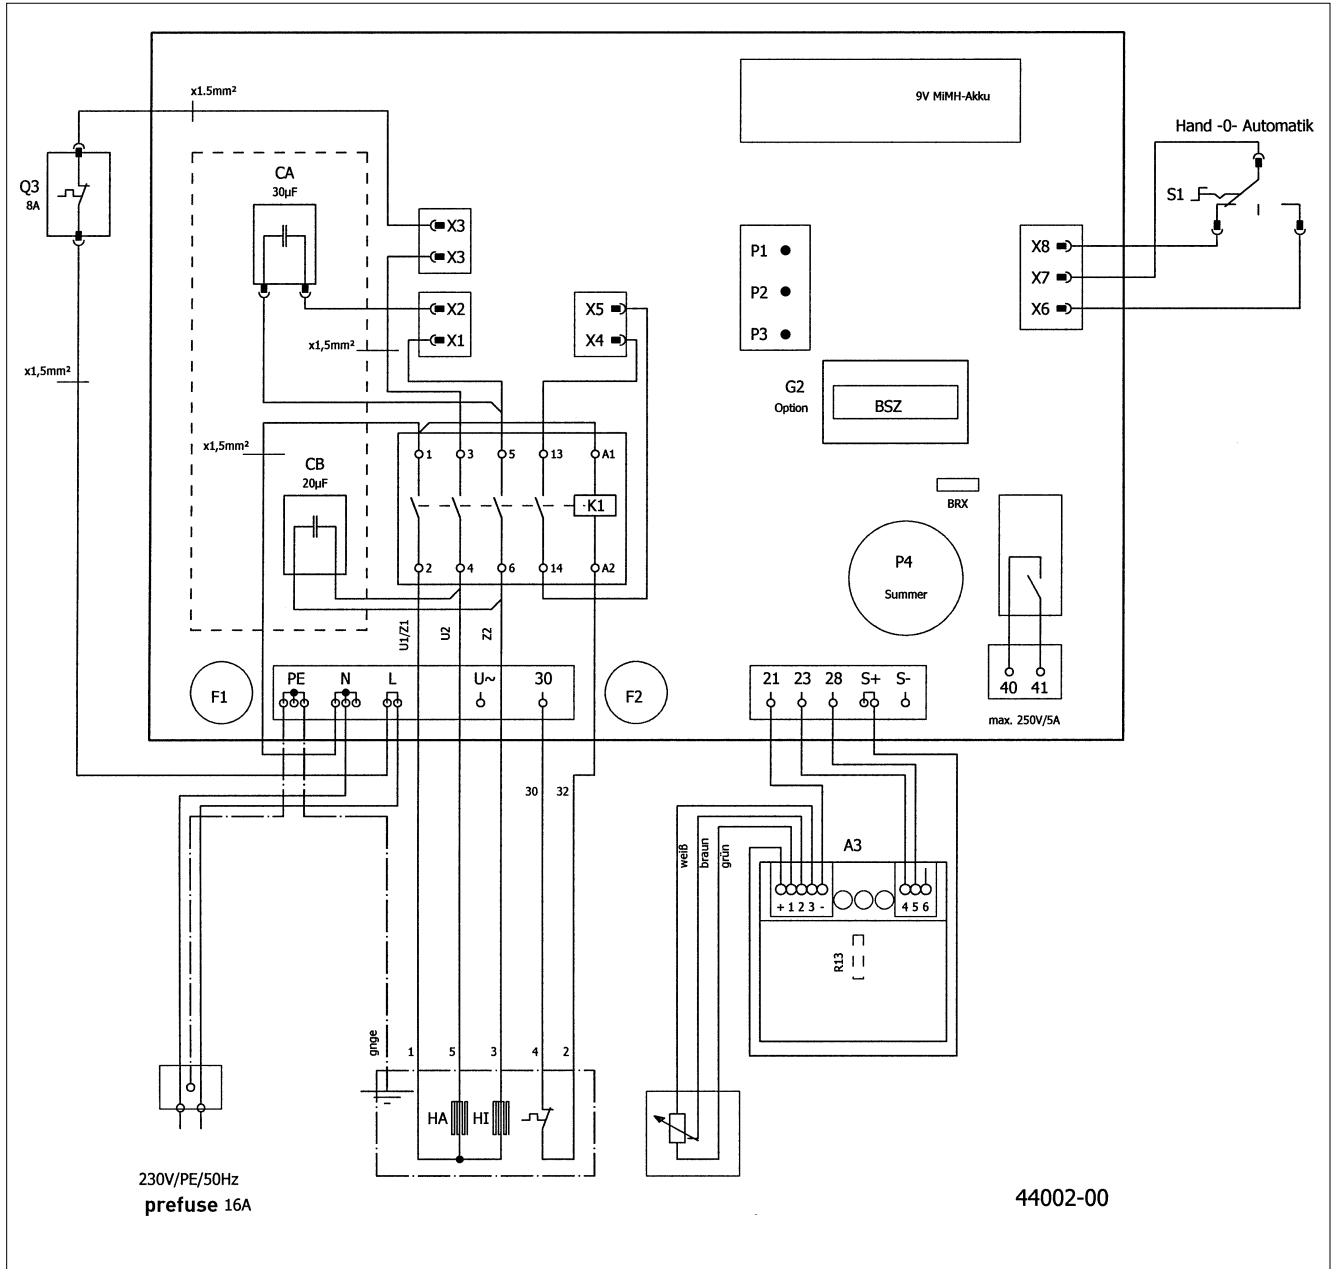 x1.5mm²
9V MiMH-Akku
Hand -0- Automatik
Q3
8A
CA
30µF
S1
X3
X3
X2
X1
X5
X4
P1
P2
P3
X8
X7
X6
x1,5mm²
x1,5mm²
G2
Option
BSZ
x1,5mm²
CB
20µF
1 3 5 13 A1
K1
2 4 6 14 A2
BRX
P4
Summer
U1/Z1
U2
Z2
F1
PE N L U~ 30
F2
21 23 28 S+ S-
40 41
max. 250V/5A
30 32
weiß
braun
grün
A3
+ 1 2 3 -
4 5 6
R13
gnge
1 5 3 4 2
HA
HI
230V/PE/50Hz
prefuse 16A
44002-00